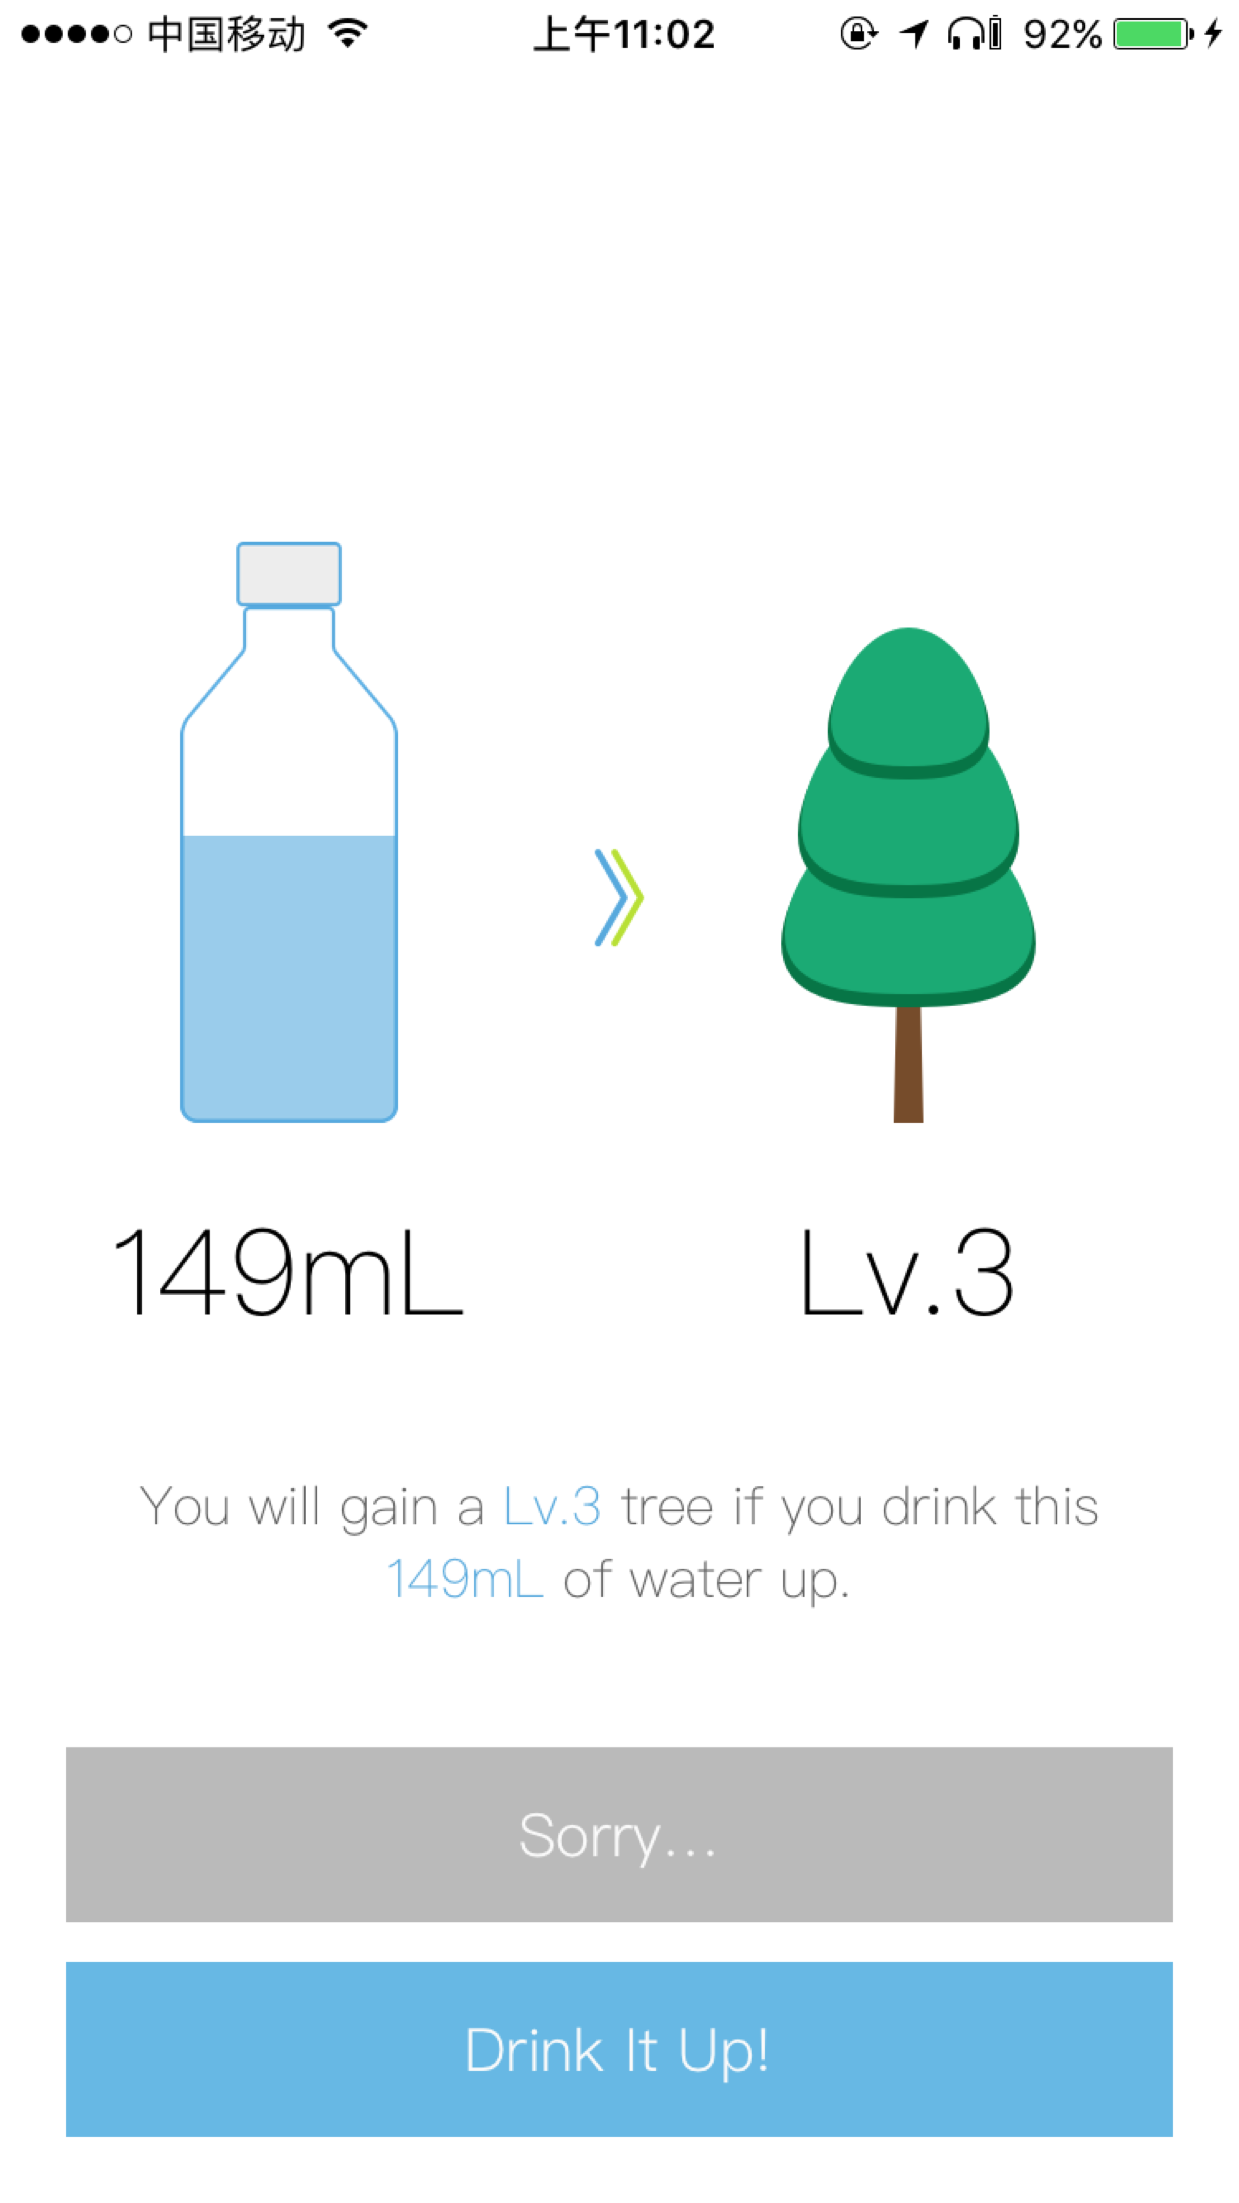 中国移动 上午11:02 92%
149mL Lv.3
You will gain a Lv.3 tree if you drink this
149mL of water up.
Sorry...
Drink It Up!